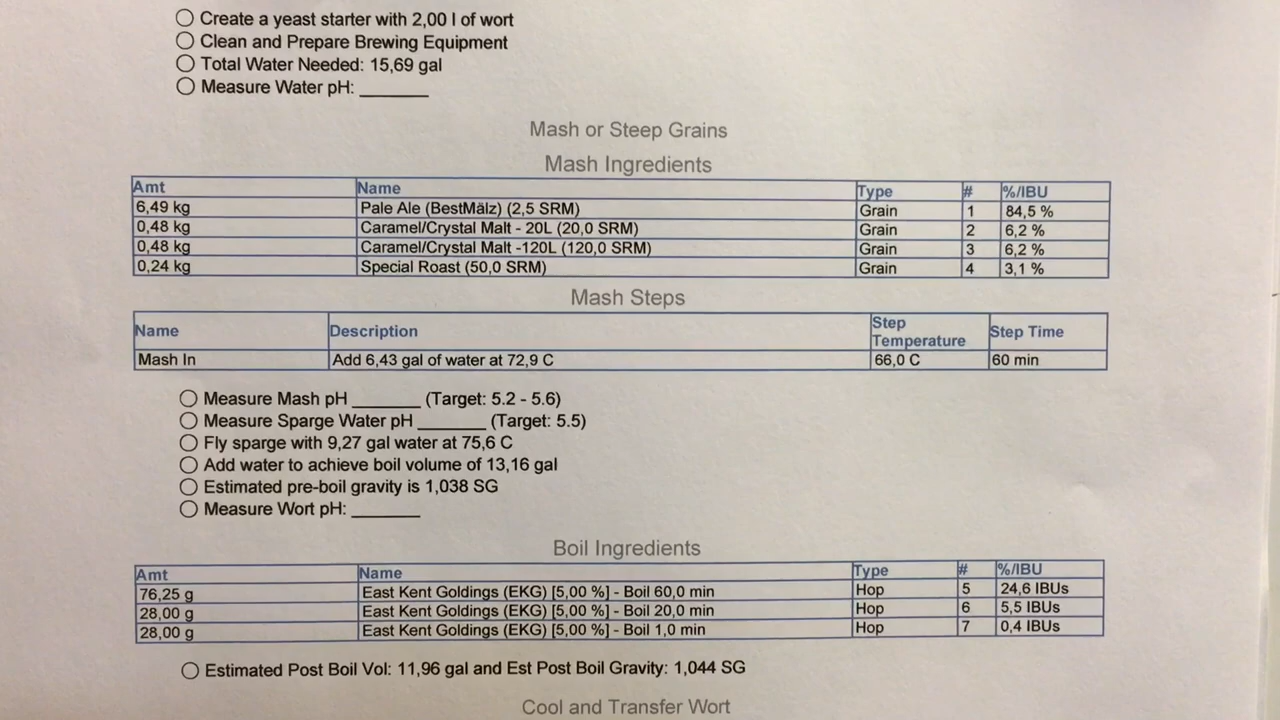 Create a yeast starter with 2,00 l of wort
Clean and Prepare Brewing Equipment
Total Water Needed: 15,69 gal
Measure Water pH: _______
Mash or Steep Grains
Mash Ingredients
Amt Name Type # %/IBU
6,49 kg Pale Ale (BestMälz) (2,5 SRM) Grain 1 84,5 %
0,48 kg Caramel/Crystal Malt - 20L (20,0 SRM) Grain 2 6,2 %
0,48 kg Caramel/Crystal Malt -120L (120,0 SRM) Grain 3 6,2 %
0,24 kg Special Roast (50,0 SRM) Grain 4 3,1 %
Mash Steps
Name Description Step Temperature Step Time
Mash In Add 6,43 gal of water at 72,9 C 66,0 C 60 min
Measure Mash pH _______ (Target: 5.2 - 5.6)
Measure Sparge Water pH _______ (Target: 5.5)
Fly sparge with 9,27 gal water at 75,6 C
Add water to achieve boil volume of 13,16 gal
Estimated pre-boil gravity is 1,038 SG
Measure Wort pH: _______
Boil Ingredients
Amt Name Type # %/IBU
76,25 g East Kent Goldings (EKG) [5,00 %] - Boil 60,0 min Hop 5 24,6 IBUs
28,00 g East Kent Goldings (EKG) [5,00 %] - Boil 20,0 min Hop 6 5,5 IBUs
28,00 g East Kent Goldings (EKG) [5,00 %] - Boil 1,0 min Hop 7 0,4 IBUs
Estimated Post Boil Vol: 11,96 gal and Est Post Boil Gravity: 1,044 SG
Cool and Transfer Wort